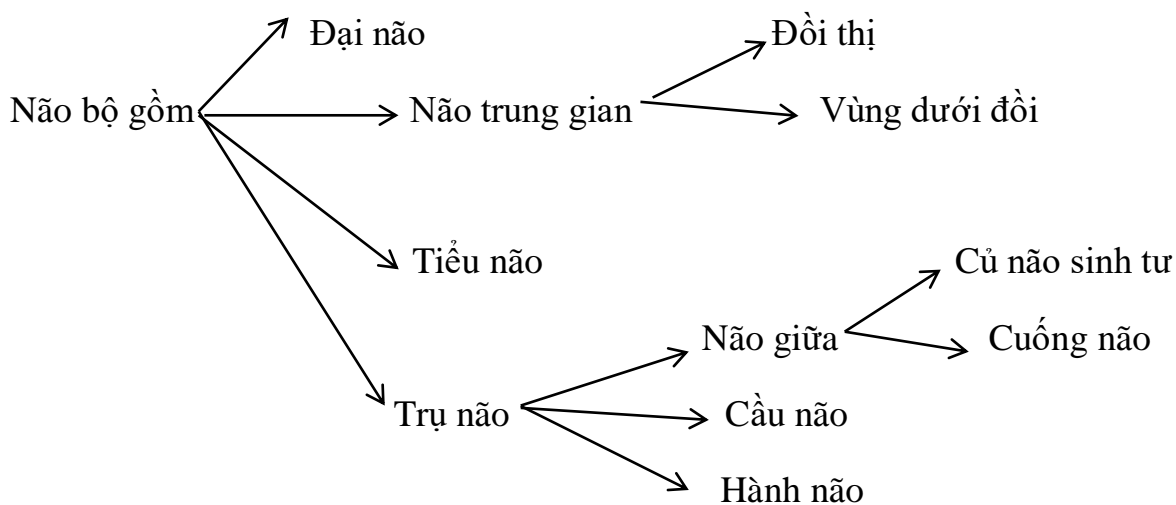 Đại não
Đồi thị
Não bộ gồm
Não trung gian
Vùng dưới đồi
Tiểu não
Củ não sinh tư
Não giữa
Cuống não
Trụ não
Cầu não
Hành não